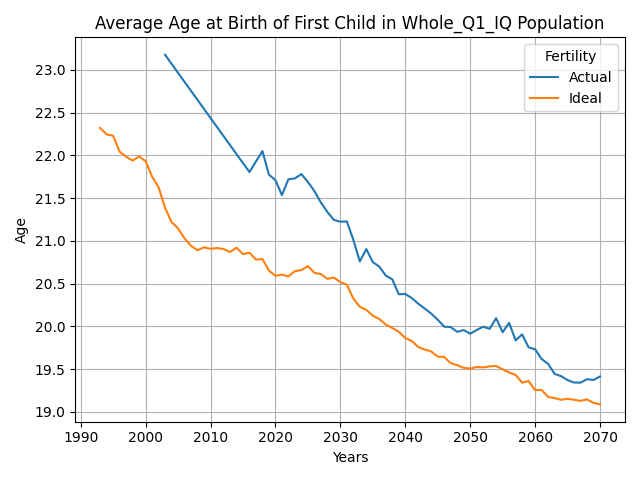 Average Age at Birth of First Child in Whole_Q1_IQ Population
Fertility
Actual
Ideal
Age
23.0
22.5
22.0
21.5
21.0
20.5
20.0
19.5
19.0
1990 2000 2010 2020 2030 2040 2050 2060 2070
Years